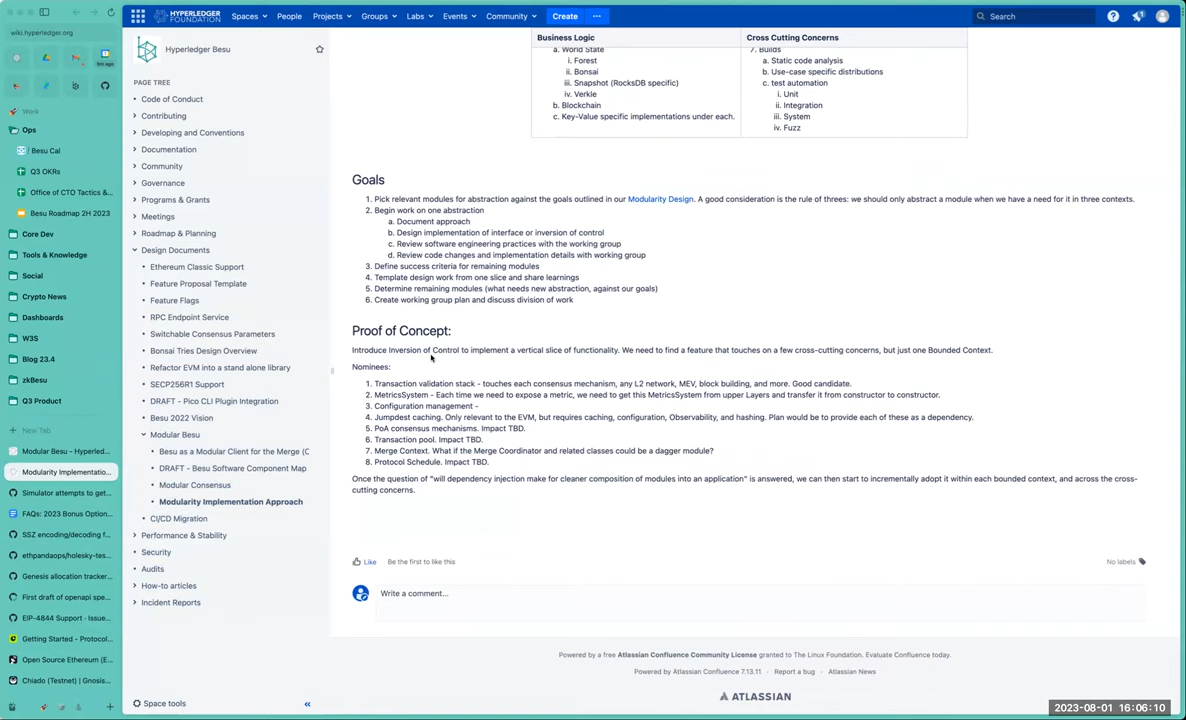 wiki.hyperledger.org
5m ago
Work
Ops
Besu Cal
Q3 OKRs
Office of CTO Tactics &...
Besu Roadmap 2H 2023
Core Dev
Tools & Knowledge
Social
Crypto News
Dashboards
W3S
Blog 23.4
zkBesu
Q3 Product
New Tab
Modular Besu - Hyperled...
Modularity Implementatio...
Simulator attempts to get...
FAQs: 2023 Bonus Option...
SSZ encoding/decoding f...
ethpandaops/holesky-tes...
Genesis allocation tracker...
First draft of openapi spe...
EIP-4844 Support · Issue...
Getting Started - Protocol...
Open Source Ethereum (E...
Chiado (Testnet) | Gnosis...
HYPERLEDGER
FOUNDATION
Spaces People Projects Groups Labs Events Community Create ···
Search
Hyperledger Besu
PAGE TREE
Code of Conduct
Contributing
Developing and Conventions
Documentation
Community
Governance
Programs & Grants
Meetings
Roadmap & Planning
Design Documents
Ethereum Classic Support
Feature Proposal Template
Feature Flags
RPC Endpoint Service
Switchable Consensus Parameters
Bonsai Tries Design Overview
Refactor EVM into a stand alone library
SECP256R1 Support
DRAFT - Pico CLI Plugin Integration
Besu 2022 Vision
Modular Besu
Besu as a Modular Client for the Merge (C
DRAFT - Besu Software Component Map
Modular Consensus
Modularity Implementation Approach
CI/CD Migration
Performance & Stability
Security
Audits
How-to articles
Incident Reports
Space tools
«
Business Logic
a. World State
i. Forest
ii. Bonsai
iii. Snapshot (RocksDB specific)
iv. Verkle
b. Blockchain
c. Key-Value specific implementations under each.
Cross Cutting Concerns
7. Builds
a. Static code analysis
b. Use-case specific distributions
c. test automation
i. Unit
ii. Integration
iii. System
iv. Fuzz
Goals
1. Pick relevant modules for abstraction against the goals outlined in our Modularity Design. A good consideration is the rule of threes: we should only abstract a module when we have a need for it in three contexts.
2. Begin work on one abstraction
a. Document approach
b. Design implementation of interface or inversion of control
c. Review software engineering practices with the working group
d. Review code changes and implementation details with working group
3. Define success criteria for remaining modules
4. Template design work from one slice and share learnings
5. Determine remaining modules (what needs new abstraction, against our goals)
6. Create working group plan and discuss division of work
Proof of Concept:
Introduce Inversion of Control to implement a vertical slice of functionality. We need to find a feature that touches on a few cross-cutting concerns, but just one Bounded Context.
Nominees:
1. Transaction validation stack - touches each consensus mechanism, any L2 network, MEV, block building, and more. Good candidate.
2. MetricsSystem - Each time we need to expose a metric, we need to get this MetricsSystem from upper Layers and transfer it from constructor to constructor.
3. Configuration management -
4. Jumpdest caching. Only relevant to the EVM, but requires caching, configuration, Observability, and hashing. Plan would be to provide each of these as a dependency.
5. PoA consensus mechanisms. Impact TBD.
6. Transaction pool. Impact TBD.
7. Merge Context. What if the Merge Coordinator and related classes could be a dagger module?
8. Protocol Schedule. Impact TBD.
Once the question of "will dependency injection make for cleaner composition of modules into an application" is answered, we can then start to incrementally adopt it within each bounded context, and across the cross-
cutting concerns.
Like Be the first to like this
No labels
Write a comment...
Powered by a free Atlassian Confluence Community License granted to The Linux Foundation. Evaluate Confluence today.
Powered by Atlassian Confluence 7.13.11 · Report a bug · Atlassian News
ATLASSIAN
2023-08-01 16:06:10